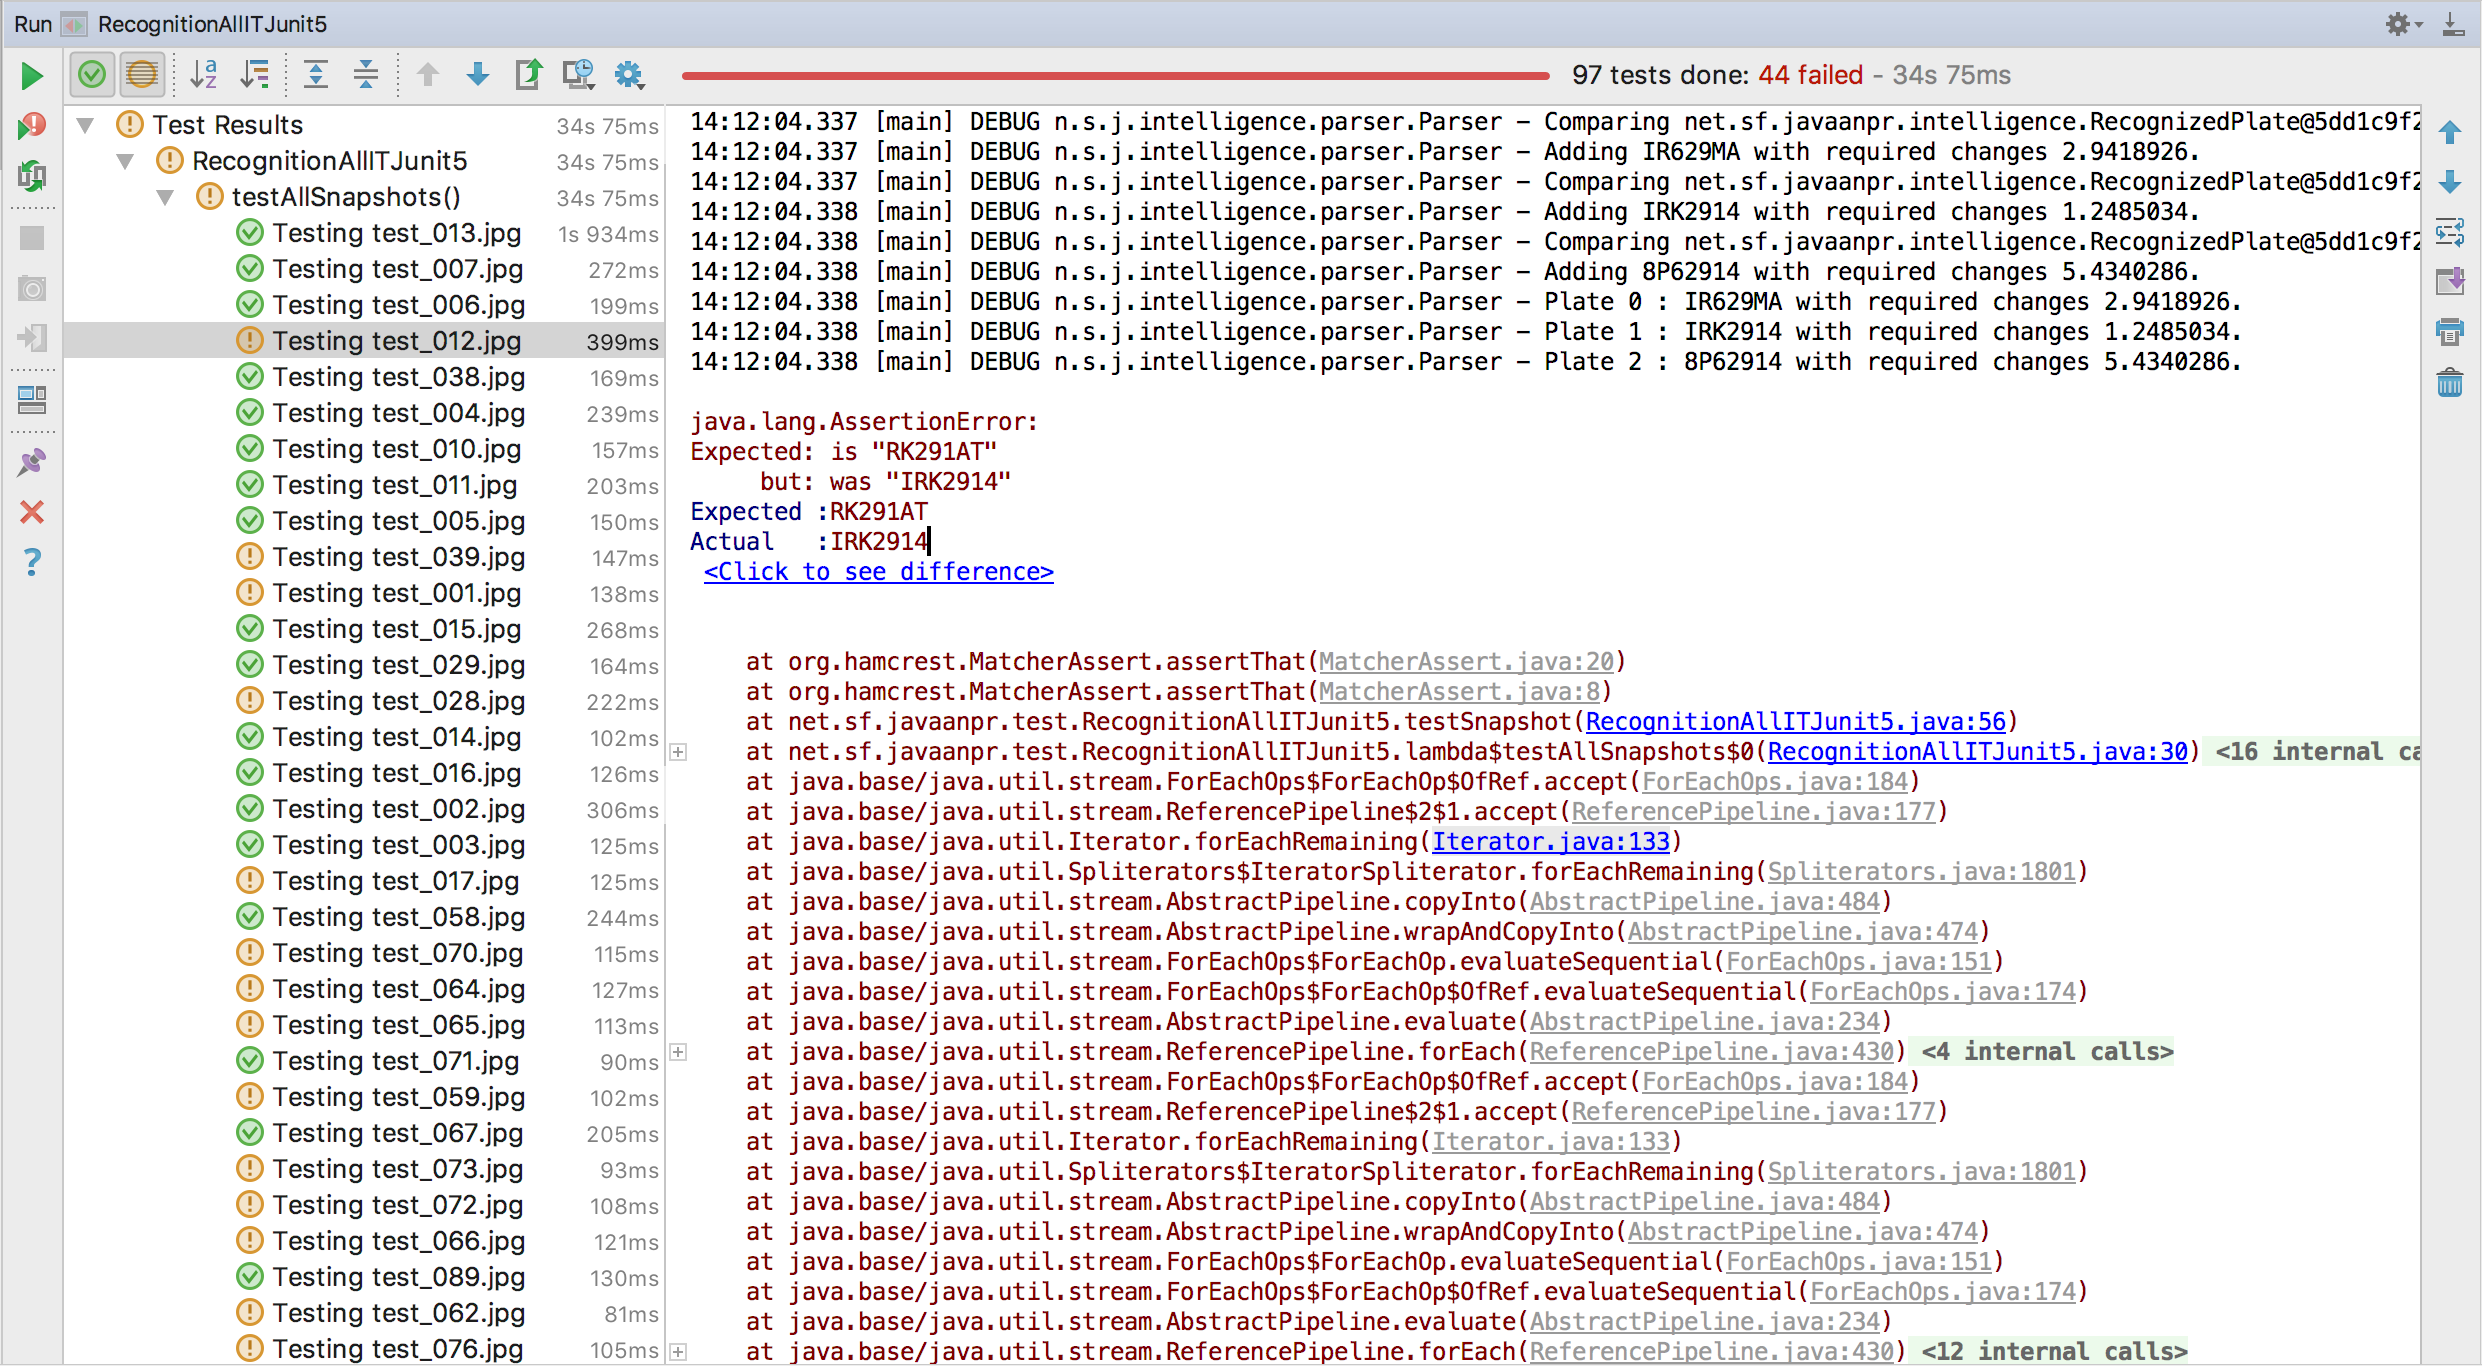 Run RecognitionAllITJunit5
97 tests done: 44 failed - 34s 75ms
Test Results 34s 75ms
RecognitionAllITJunit5 34s 75ms
testAllSnapshots() 34s 75ms
Testing test_013.jpg 1s 934ms
Testing test_007.jpg 272ms
Testing test_006.jpg 199ms
Testing test_012.jpg 399ms
Testing test_038.jpg 169ms
Testing test_004.jpg 239ms
Testing test_010.jpg 157ms
Testing test_011.jpg 203ms
Testing test_005.jpg 150ms
Testing test_039.jpg 147ms
Testing test_001.jpg 138ms
Testing test_015.jpg 268ms
Testing test_029.jpg 164ms
Testing test_028.jpg 222ms
Testing test_014.jpg 102ms
Testing test_016.jpg 126ms
Testing test_002.jpg 306ms
Testing test_003.jpg 125ms
Testing test_017.jpg 125ms
Testing test_058.jpg 244ms
Testing test_070.jpg 115ms
Testing test_064.jpg 127ms
Testing test_065.jpg 113ms
Testing test_071.jpg 90ms
Testing test_059.jpg 102ms
Testing test_067.jpg 205ms
Testing test_073.jpg 93ms
Testing test_072.jpg 108ms
Testing test_066.jpg 121ms
Testing test_089.jpg 130ms
Testing test_062.jpg 81ms
Testing test_076.jpg 105ms
14:12:04.337 [main] DEBUG n.s.j.intelligence.parser.Parser - Comparing net.sf.javaanpr.intelligence.RecognizedPlate@5dd1c9f2
14:12:04.337 [main] DEBUG n.s.j.intelligence.parser.Parser - Adding IR629MA with required changes 2.9418926.
14:12:04.337 [main] DEBUG n.s.j.intelligence.parser.Parser - Comparing net.sf.javaanpr.intelligence.RecognizedPlate@5dd1c9f2
14:12:04.338 [main] DEBUG n.s.j.intelligence.parser.Parser - Adding IRK2914 with required changes 1.2485034.
14:12:04.338 [main] DEBUG n.s.j.intelligence.parser.Parser - Comparing net.sf.javaanpr.intelligence.RecognizedPlate@5dd1c9f2
14:12:04.338 [main] DEBUG n.s.j.intelligence.parser.Parser - Adding 8P62914 with required changes 5.4340286.
14:12:04.338 [main] DEBUG n.s.j.intelligence.parser.Parser - Plate 0 : IR629MA with required changes 2.9418926.
14:12:04.338 [main] DEBUG n.s.j.intelligence.parser.Parser - Plate 1 : IRK2914 with required changes 1.2485034.
14:12:04.338 [main] DEBUG n.s.j.intelligence.parser.Parser - Plate 2 : 8P62914 with required changes 5.4340286.
java.lang.AssertionError:
Expected: is "RK291AT"
but: was "IRK2914"
Expected :RK291AT
Actual :IRK2914
<Click to see difference>
at org.hamcrest.MatcherAssert.assertThat(MatcherAssert.java:20)
at org.hamcrest.MatcherAssert.assertThat(MatcherAssert.java:8)
at net.sf.javaanpr.test.RecognitionAllITJunit5.testSnapshot(RecognitionAllITJunit5.java:56)
at net.sf.javaanpr.test.RecognitionAllITJunit5.lambda$testAllSnapshots$0(RecognitionAllITJunit5.java:30) <16 internal ca
at java.base/java.util.stream.ForEachOps$ForEachOp$OfRef.accept(ForEachOps.java:184)
at java.base/java.util.stream.ReferencePipeline$2$1.accept(ReferencePipeline.java:177)
at java.base/java.util.Iterator.forEachRemaining(Iterator.java:133)
at java.base/java.util.Spliterators$IteratorSpliterator.forEachRemaining(Spliterators.java:1801)
at java.base/java.util.stream.AbstractPipeline.copyInto(AbstractPipeline.java:484)
at java.base/java.util.stream.AbstractPipeline.wrapAndCopyInto(AbstractPipeline.java:474)
at java.base/java.util.stream.ForEachOps$ForEachOp.evaluateSequential(ForEachOps.java:151)
at java.base/java.util.stream.ForEachOps$ForEachOp$OfRef.evaluateSequential(ForEachOps.java:174)
at java.base/java.util.stream.AbstractPipeline.evaluate(AbstractPipeline.java:234)
at java.base/java.util.stream.ReferencePipeline.forEach(ReferencePipeline.java:430) <4 internal calls>
at java.base/java.util.stream.ForEachOps$ForEachOp$OfRef.accept(ForEachOps.java:184)
at java.base/java.util.stream.ReferencePipeline$2$1.accept(ReferencePipeline.java:177)
at java.base/java.util.Iterator.forEachRemaining(Iterator.java:133)
at java.base/java.util.Spliterators$IteratorSpliterator.forEachRemaining(Spliterators.java:1801)
at java.base/java.util.stream.AbstractPipeline.copyInto(AbstractPipeline.java:484)
at java.base/java.util.stream.AbstractPipeline.wrapAndCopyInto(AbstractPipeline.java:474)
at java.base/java.util.stream.ForEachOps$ForEachOp.evaluateSequential(ForEachOps.java:151)
at java.base/java.util.stream.ForEachOps$ForEachOp$OfRef.evaluateSequential(ForEachOps.java:174)
at java.base/java.util.stream.AbstractPipeline.evaluate(AbstractPipeline.java:234)
at java.base/java.util.stream.ReferencePipeline.forEach(ReferencePipeline.java:430) <12 internal calls>